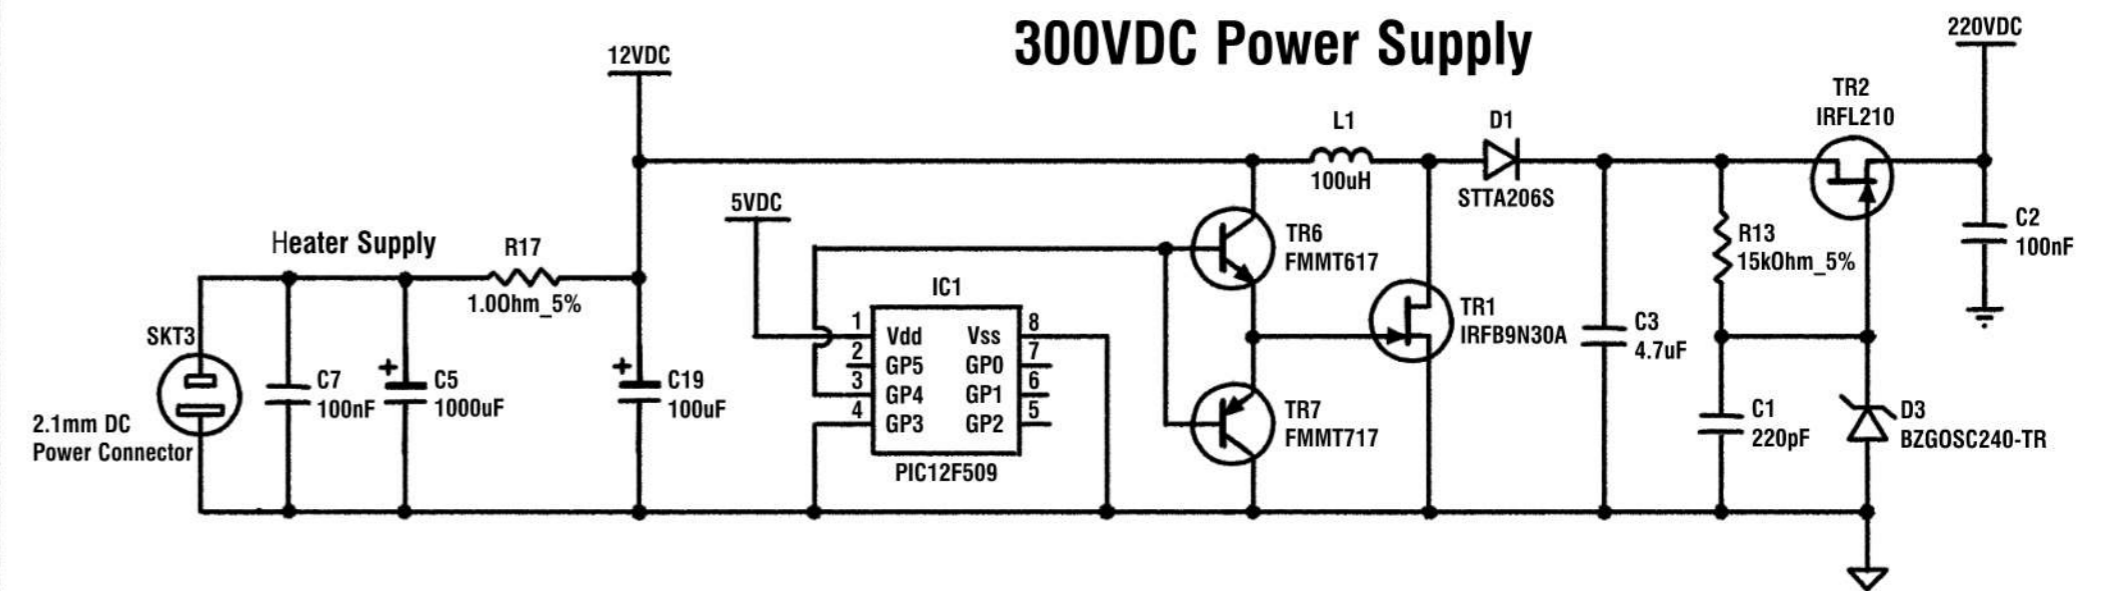 300VDC Power Supply
12VDC
220VDC
TR2
IRFL210
L1
100uH
D1
STTA206S
5VDC
Heater Supply
R17
1.0Ohm_5%
TR6
FMMT617
R13
15kOhm_5%
C2
100nF
IC1
SKT3
2.1mm DC
Power Connector
C7
100nF
+
C5
1000uF
+
C19
100uF
1 Vdd Vss 8
2 GP5 GP0 7
3 GP4 GP1 6
4 GP3 GP2 5
PIC12F509
TR1
IRFB9N30A
C3
4.7uF
TR7
FMMT717
C1
220pF
D3
BZGOSC240-TR